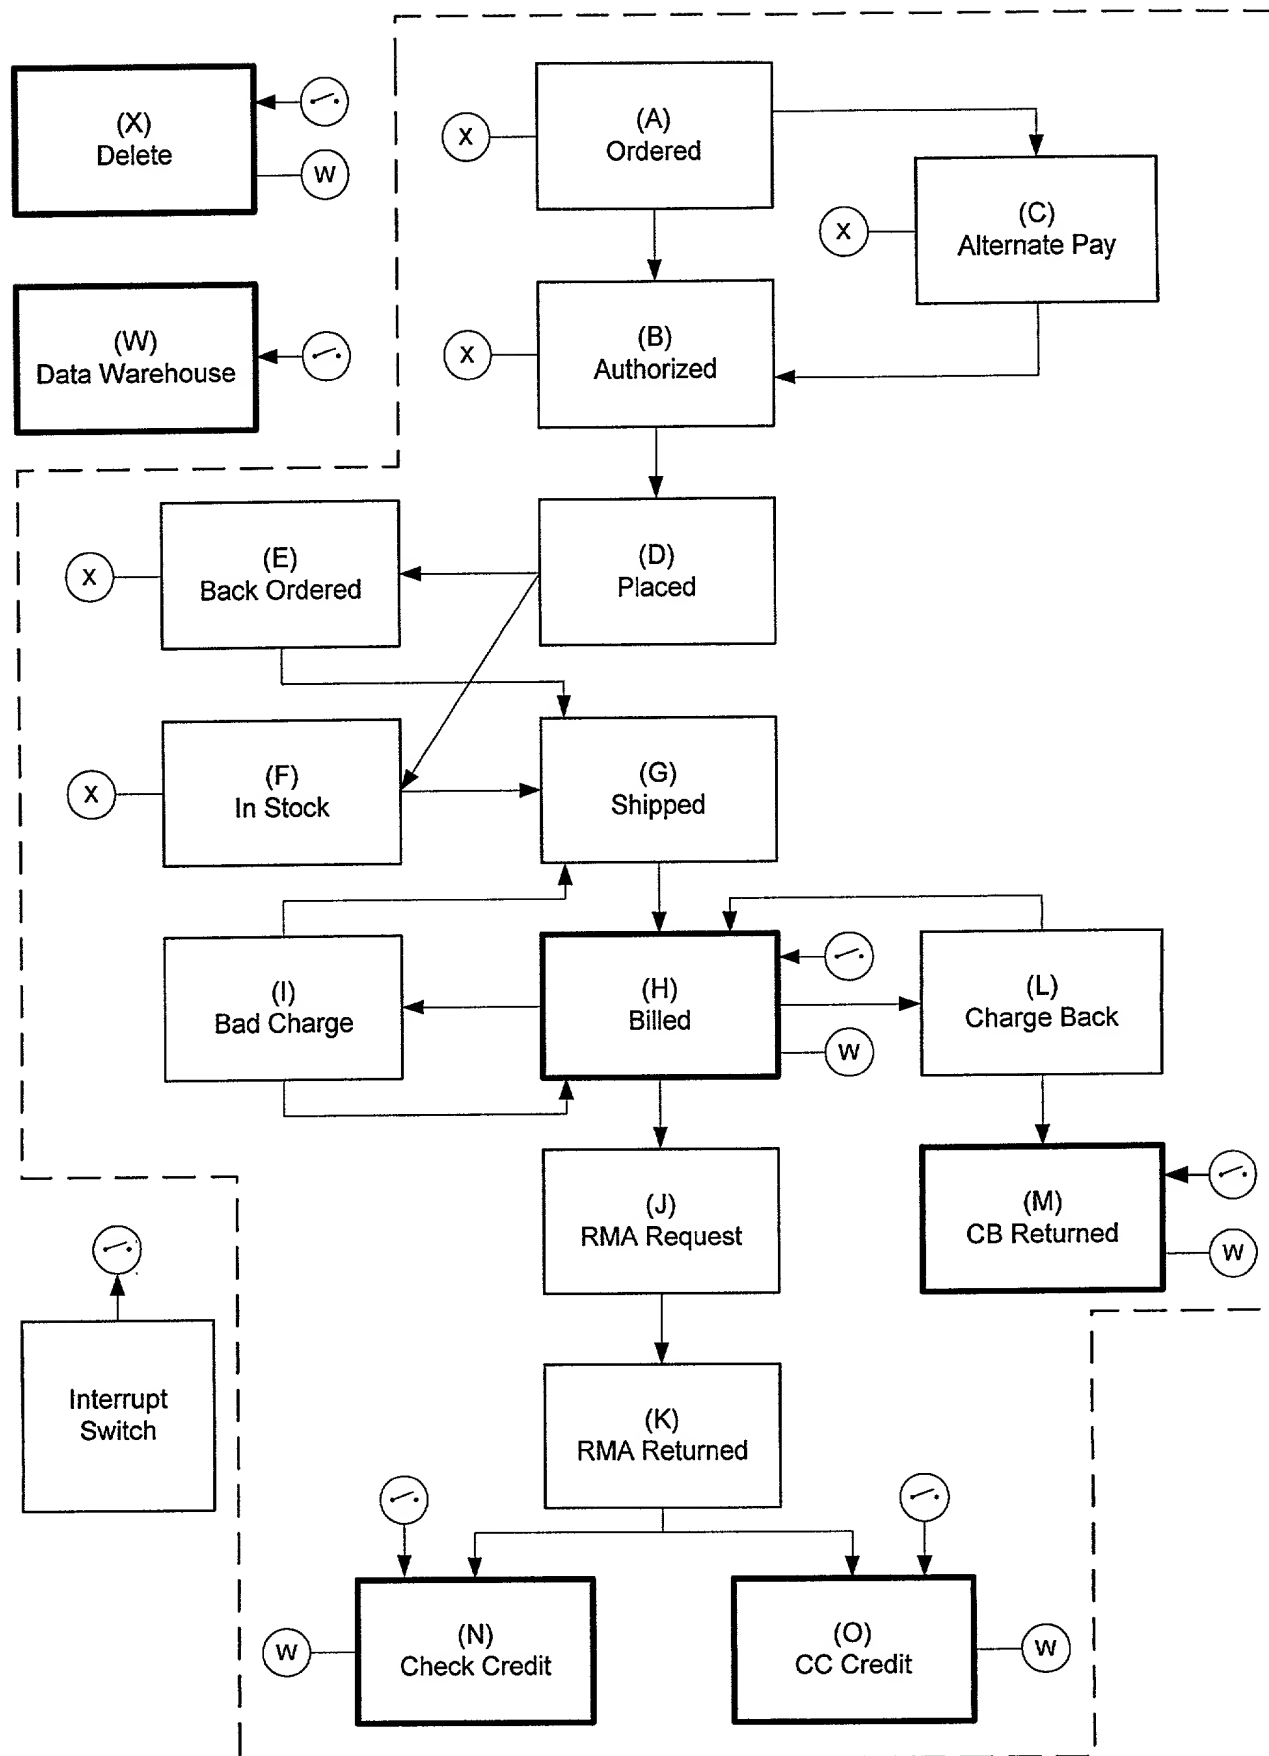 (X)
Delete
W
(W)
Data Warehouse
X
(A)
Ordered
X
(C)
Alternate Pay
X
(B)
Authorized
X
(E)
Back Ordered
(D)
Placed
X
(F)
In Stock
(G)
Shipped
(I)
Bad Charge
(H)
Billed
W
(L)
Charge Back
(J)
RMA Request
(M)
CB Returned
W
Interrupt
Switch
(K)
RMA Returned
W
(N)
Check Credit
(O)
CC Credit
W